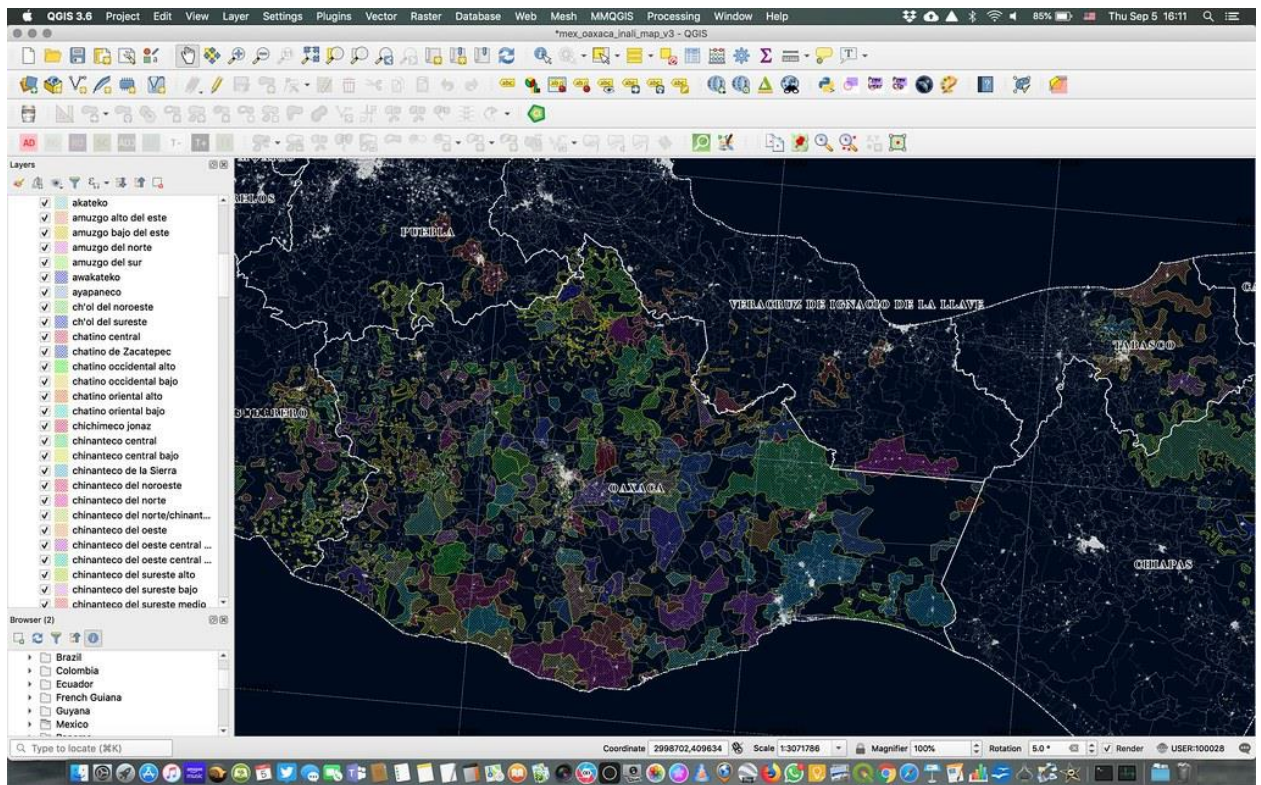 QGIS 3.6 Project Edit View Layer Settings Plugins Vector Raster Database Web Mesh MMQGIS Processing Window Help 85% Thu Sep 5 16:11
*mex_oaxaca_inali_map_v3 - QGIS
Layers
akateko
amuzgo alto del este
amuzgo bajo del este
amuzgo del norte
amuzgo del sur
awakateko
ayapaneco
ch'ol del noroeste
ch'ol del sureste
chatino central
chatino de Zacatepec
chatino occidental alto
chatino occidental bajo
chatino oriental alto
chatino oriental bajo
chichimeco jonaz
chinanteco central
chinanteco central bajo
chinanteco de la Sierra
chinanteco del noroeste
chinanteco del norte
chinanteco del norte/chinant...
chinanteco del oeste
chinanteco del oeste central ...
chinanteco del oeste central ...
chinanteco del sureste alto
chinanteco del sureste bajo
chinanteco del sureste medio
Browser (2)
Brazil
Colombia
Ecuador
French Guiana
Guyana
Mexico
PUEBLA
VERACRUZ DE IGNACIO DE LA LLAVE
TABASCO
GUERRERO
OAXACA
CHIAPAS
Type to locate (⌘K) Coordinate 2998702,409634 Scale 1:3071786 Magnifier 100% Rotation 5.0 ° Render USER:100028